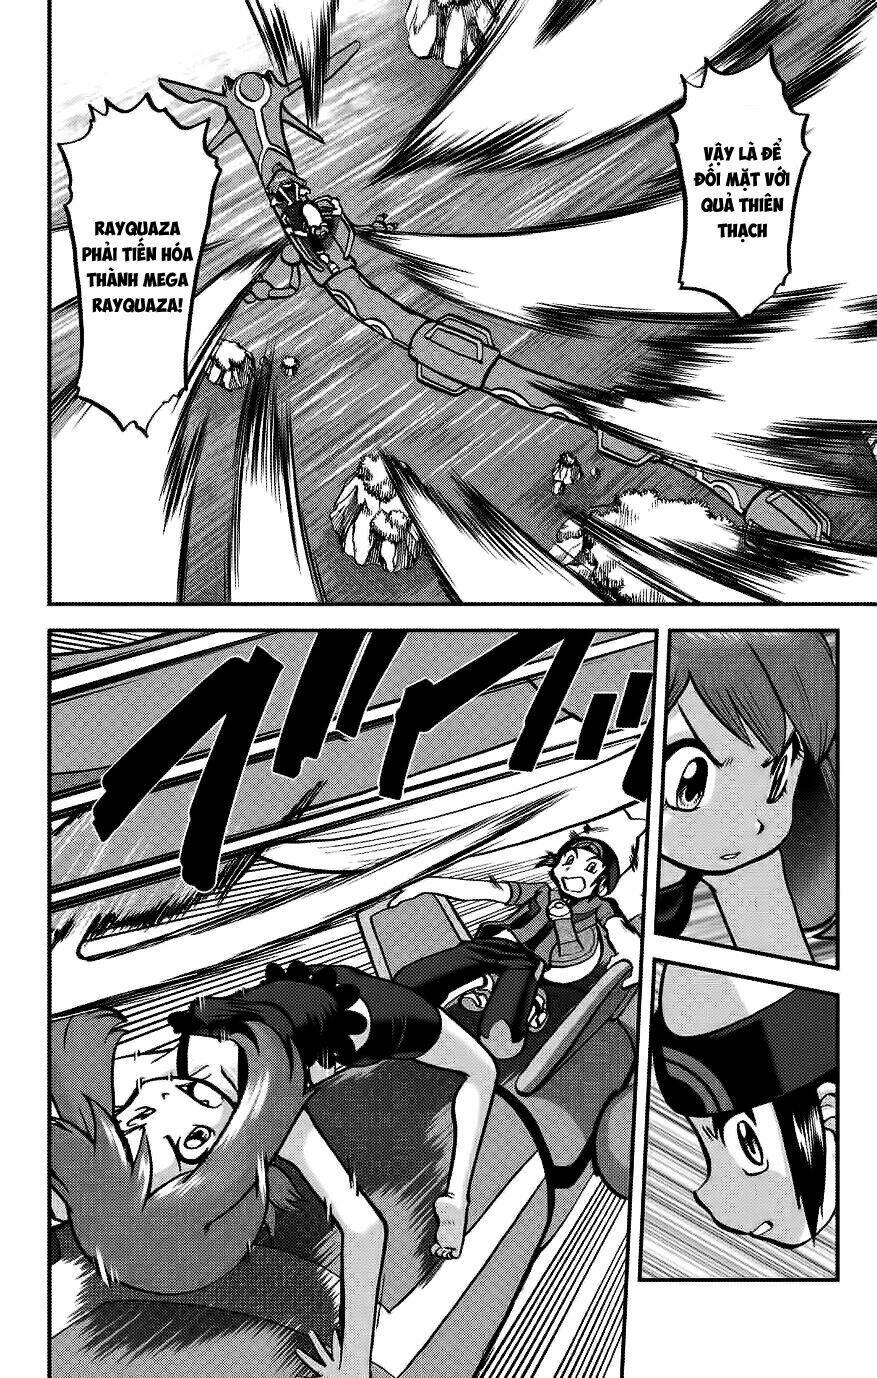 VẬY LÀ ĐỂ
ĐỐI MẶT VỚI
QUẢ THIÊN
THẠCH
RAYQUAZA
PHẢI TIẾN HÓA
THÀNH MEGA
RAYQUAZA!